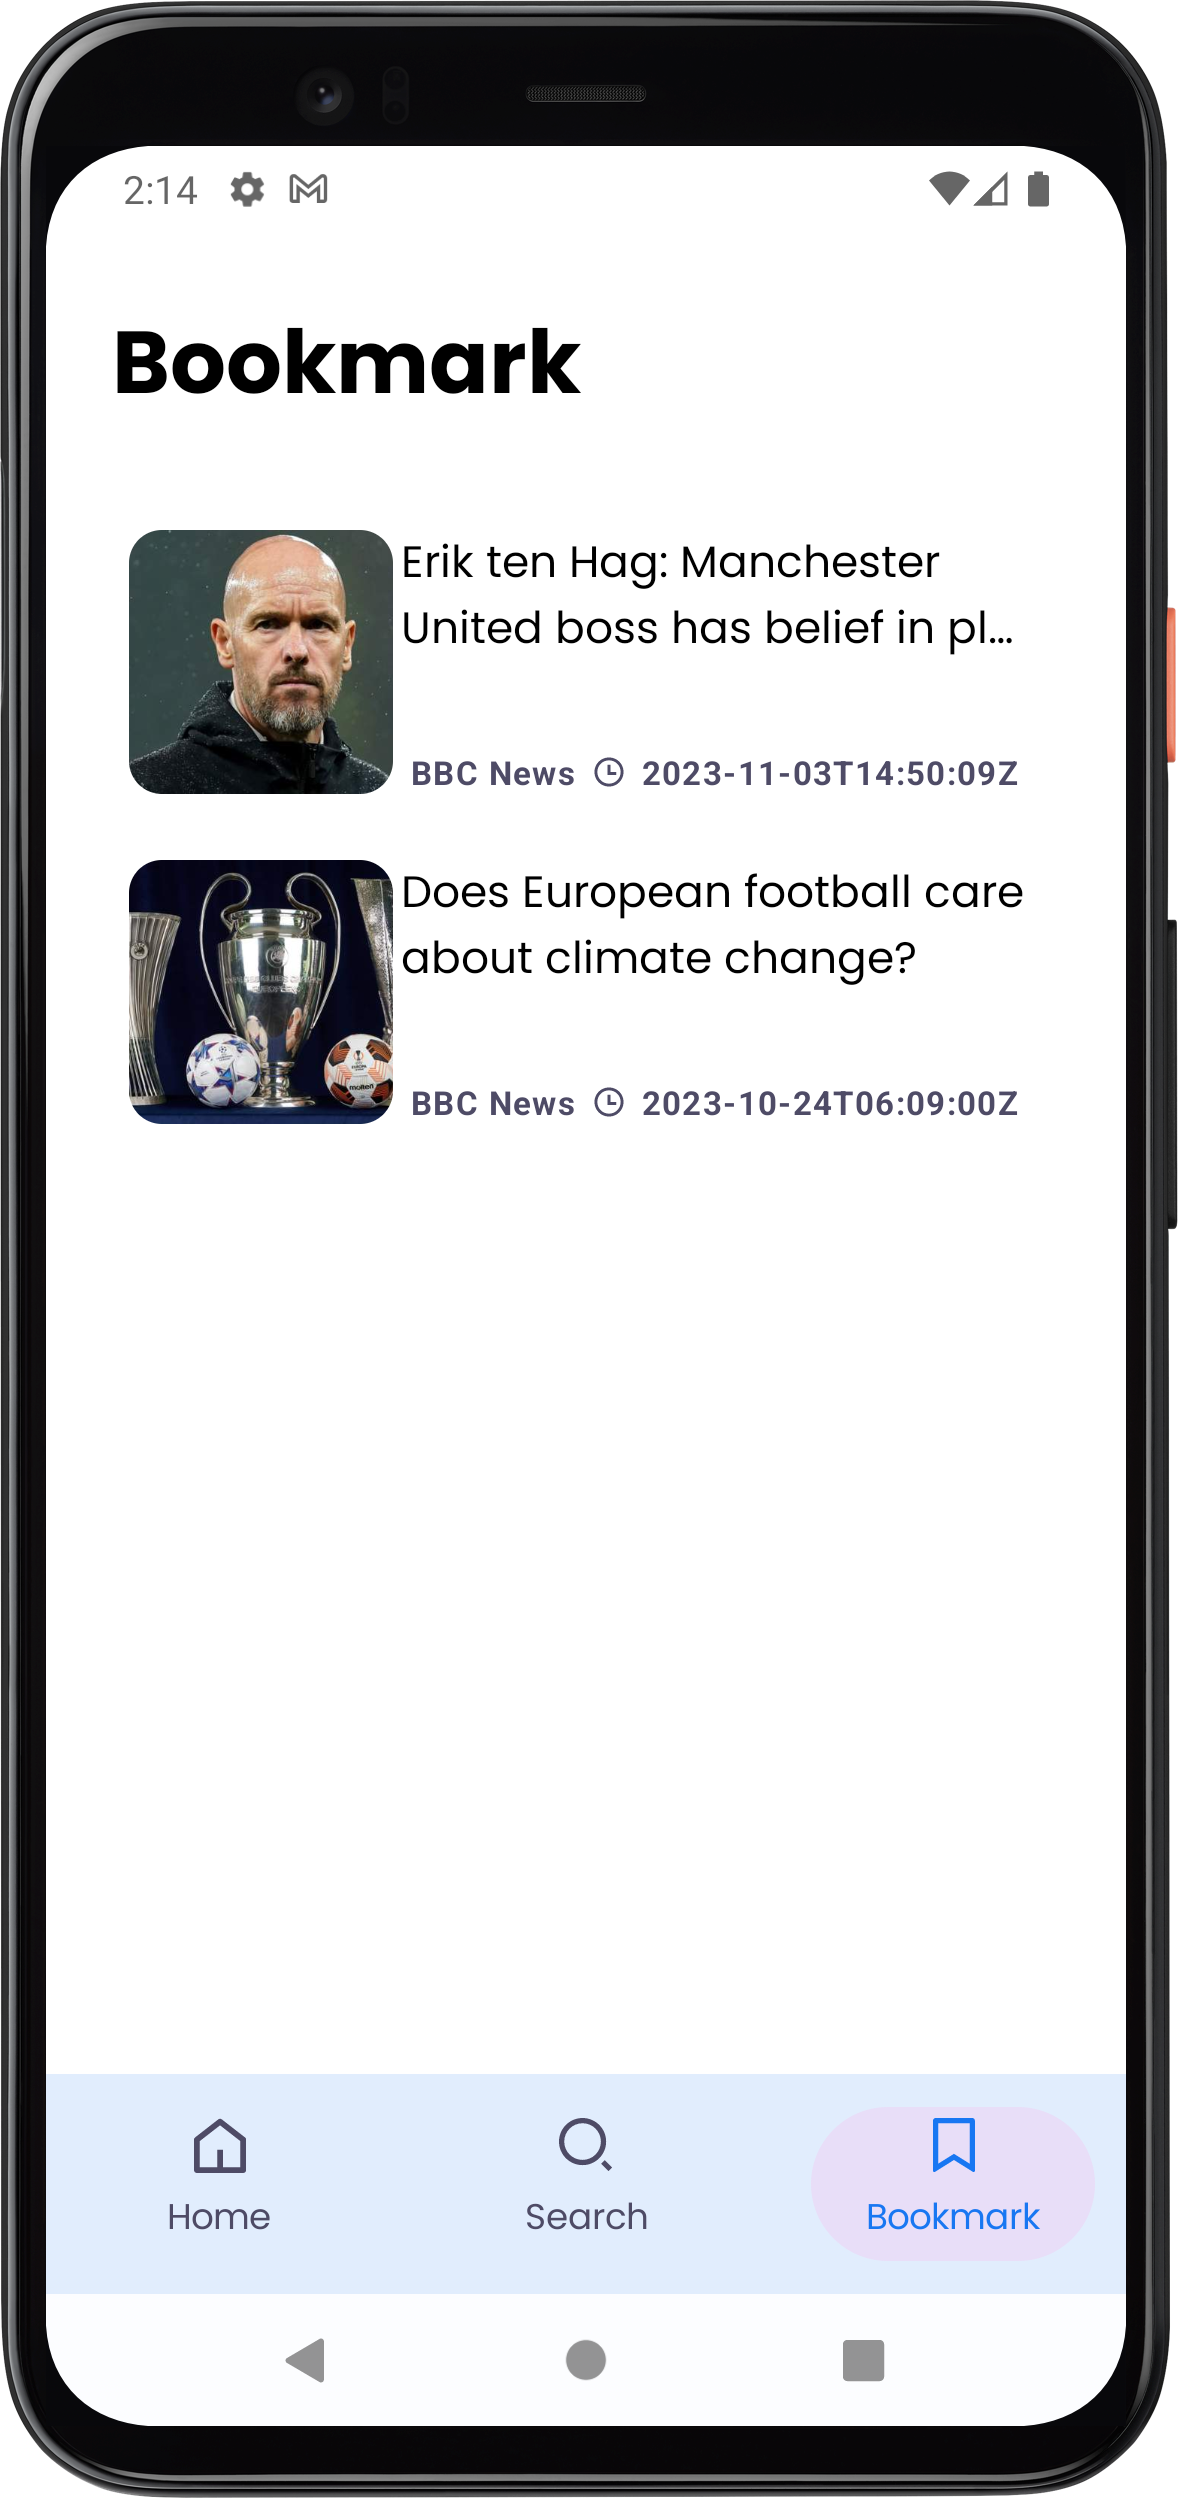 2:14
Bookmark
Erik ten Hag: Manchester
United boss has belief in pl...
BBC News 2023-11-03T14:50:09Z
Does European football care
about climate change?
molten
BBC News 2023-10-24T06:09:00Z
Home Search Bookmark